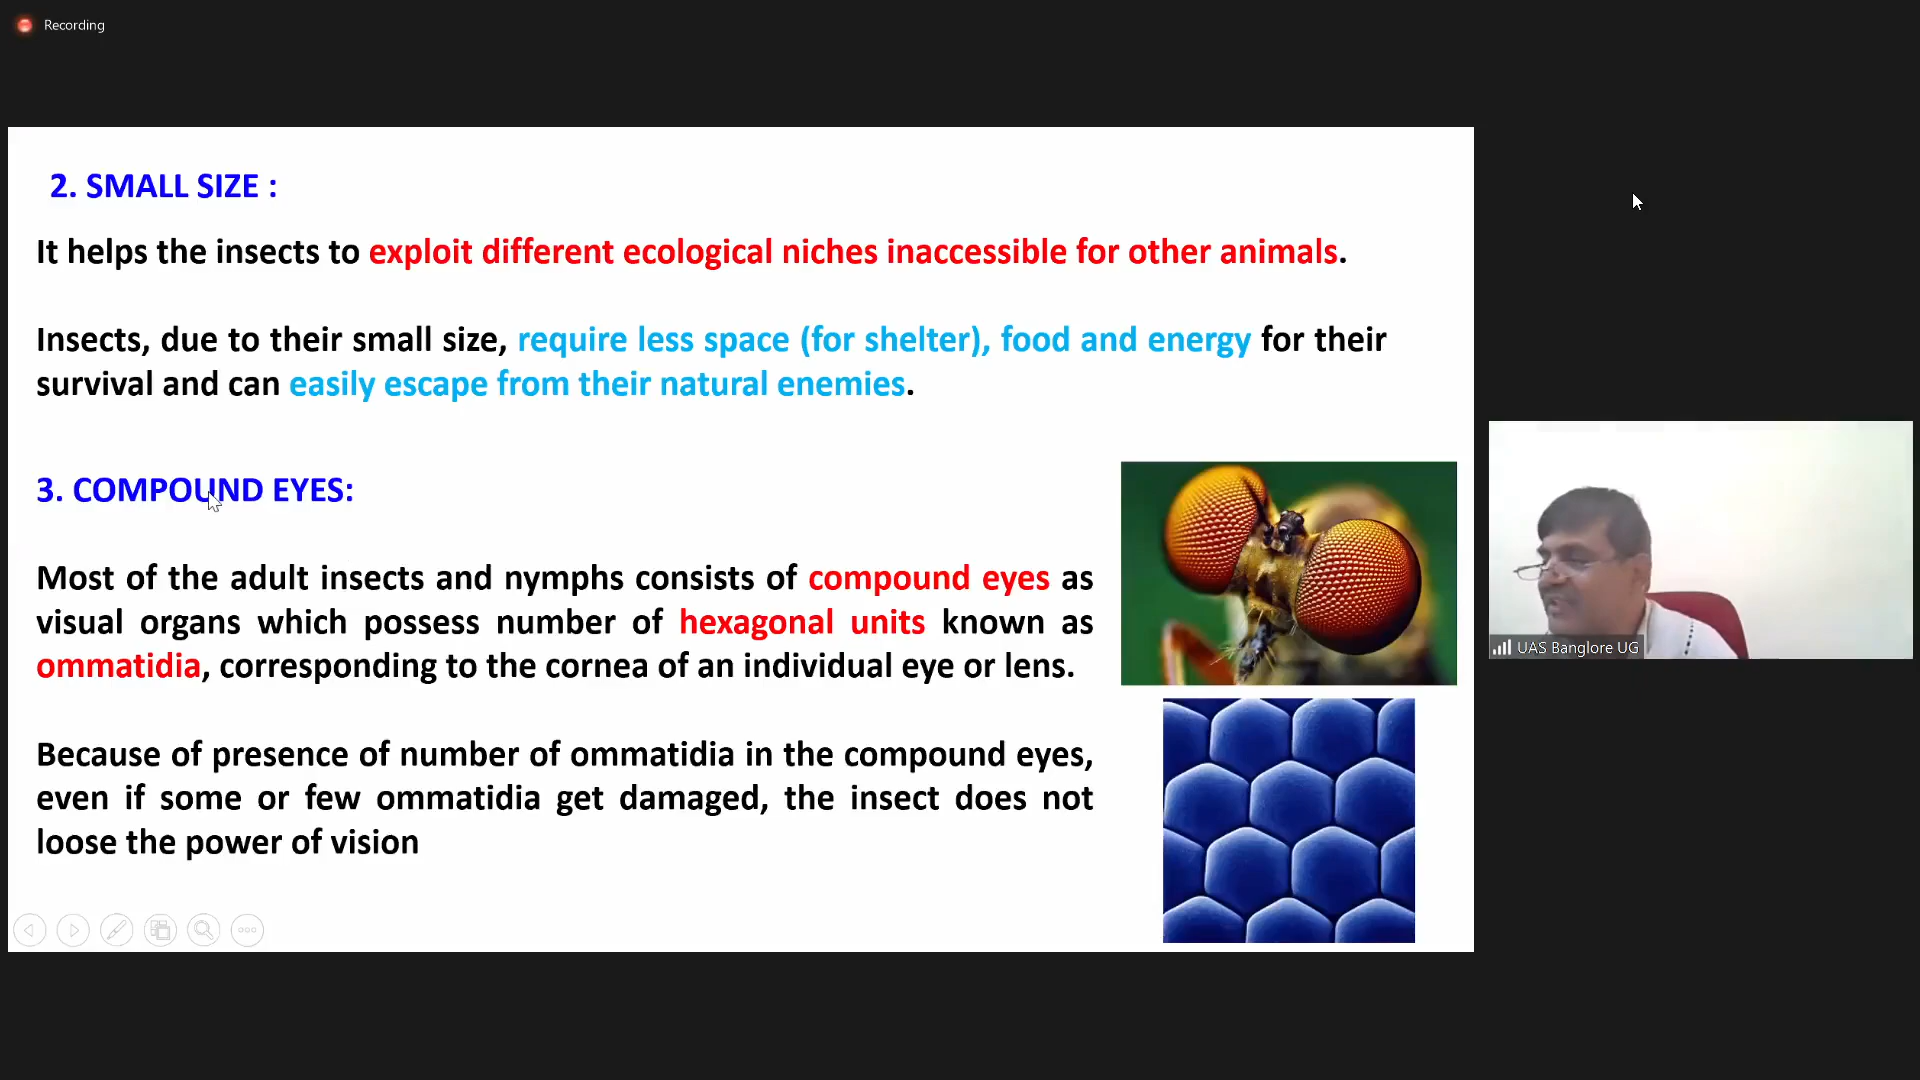 Recording
2. SMALL SIZE :
It helps the insects to exploit different ecological niches inaccessible for other animals.
Insects, due to their small size, require less space (for shelter), food and energy for their
survival and can easily escape from their natural enemies.
3. COMPOUND EYES:
Most of the adult insects and nymphs consists of compound eyes as
visual organs which possess number of hexagonal units known as
ommatidia, corresponding to the cornea of an individual eye or lens.
Because of presence of number of ommatidia in the compound eyes,
even if some or few ommatidia get damaged, the insect does not
loose the power of vision
UAS Banglore UG